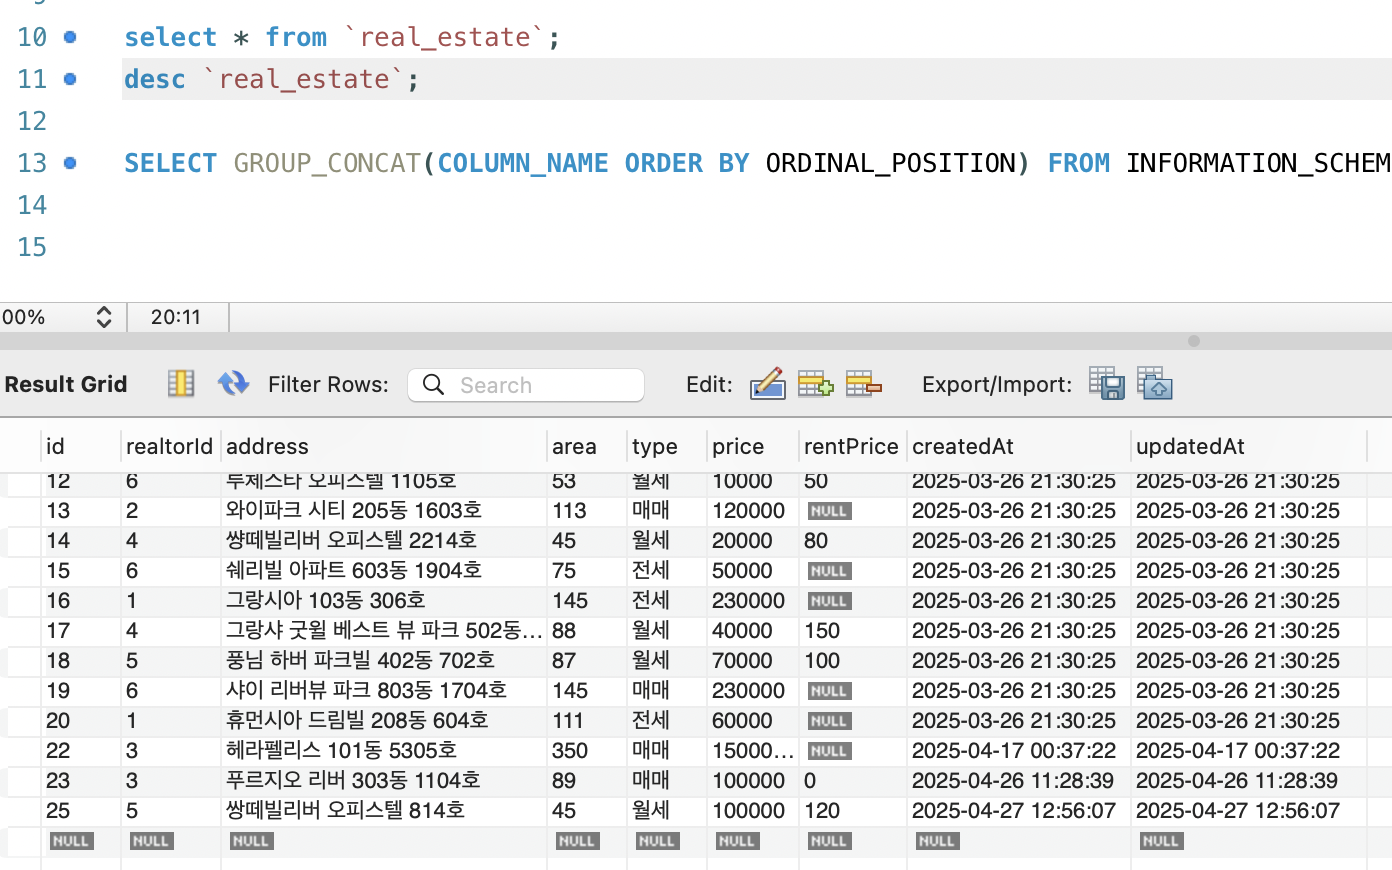 10 select * from `real_estate`;
11 desc `real_estate`;
12
13 SELECT GROUP_CONCAT(COLUMN_NAME ORDER BY ORDINAL_POSITION) FROM INFORMATION_SCHEM
14
15
00% 20:11
Result Grid Filter Rows: Search Edit: Export/Import:
id realtorId address area type price rentPrice createdAt updatedAt
12 6 루체스타 오피스텔 1105호 53 월세 10000 50 2025-03-26 21:30:25 2025-03-26 21:30:25
13 2 와이파크 시티 205동 1603호 113 매매 120000 NULL 2025-03-26 21:30:25 2025-03-26 21:30:25
14 4 쌍떼빌리버 오피스텔 2214호 45 월세 20000 80 2025-03-26 21:30:25 2025-03-26 21:30:25
15 6 쉐리빌 아파트 603동 1904호 75 전세 50000 NULL 2025-03-26 21:30:25 2025-03-26 21:30:25
16 1 그랑시아 103동 306호 145 전세 230000 NULL 2025-03-26 21:30:25 2025-03-26 21:30:25
17 4 그랑샤 굿윌 베스트 뷰 파크 502동... 88 월세 40000 150 2025-03-26 21:30:25 2025-03-26 21:30:25
18 5 풍님 하버 파크빌 402동 702호 87 월세 70000 100 2025-03-26 21:30:25 2025-03-26 21:30:25
19 6 샤이 리버뷰 파크 803동 1704호 145 매매 230000 NULL 2025-03-26 21:30:25 2025-03-26 21:30:25
20 1 휴먼시아 드림빌 208동 604호 111 전세 60000 NULL 2025-03-26 21:30:25 2025-03-26 21:30:25
22 3 헤라펠리스 101동 5305호 350 매매 15000... NULL 2025-04-17 00:37:22 2025-04-17 00:37:22
23 3 푸르지오 리버 303동 1104호 89 매매 100000 0 2025-04-26 11:28:39 2025-04-26 11:28:39
25 5 쌍떼빌리버 오피스텔 814호 45 월세 100000 120 2025-04-27 12:56:07 2025-04-27 12:56:07
NULL NULL NULL NULL NULL NULL NULL NULL NULL